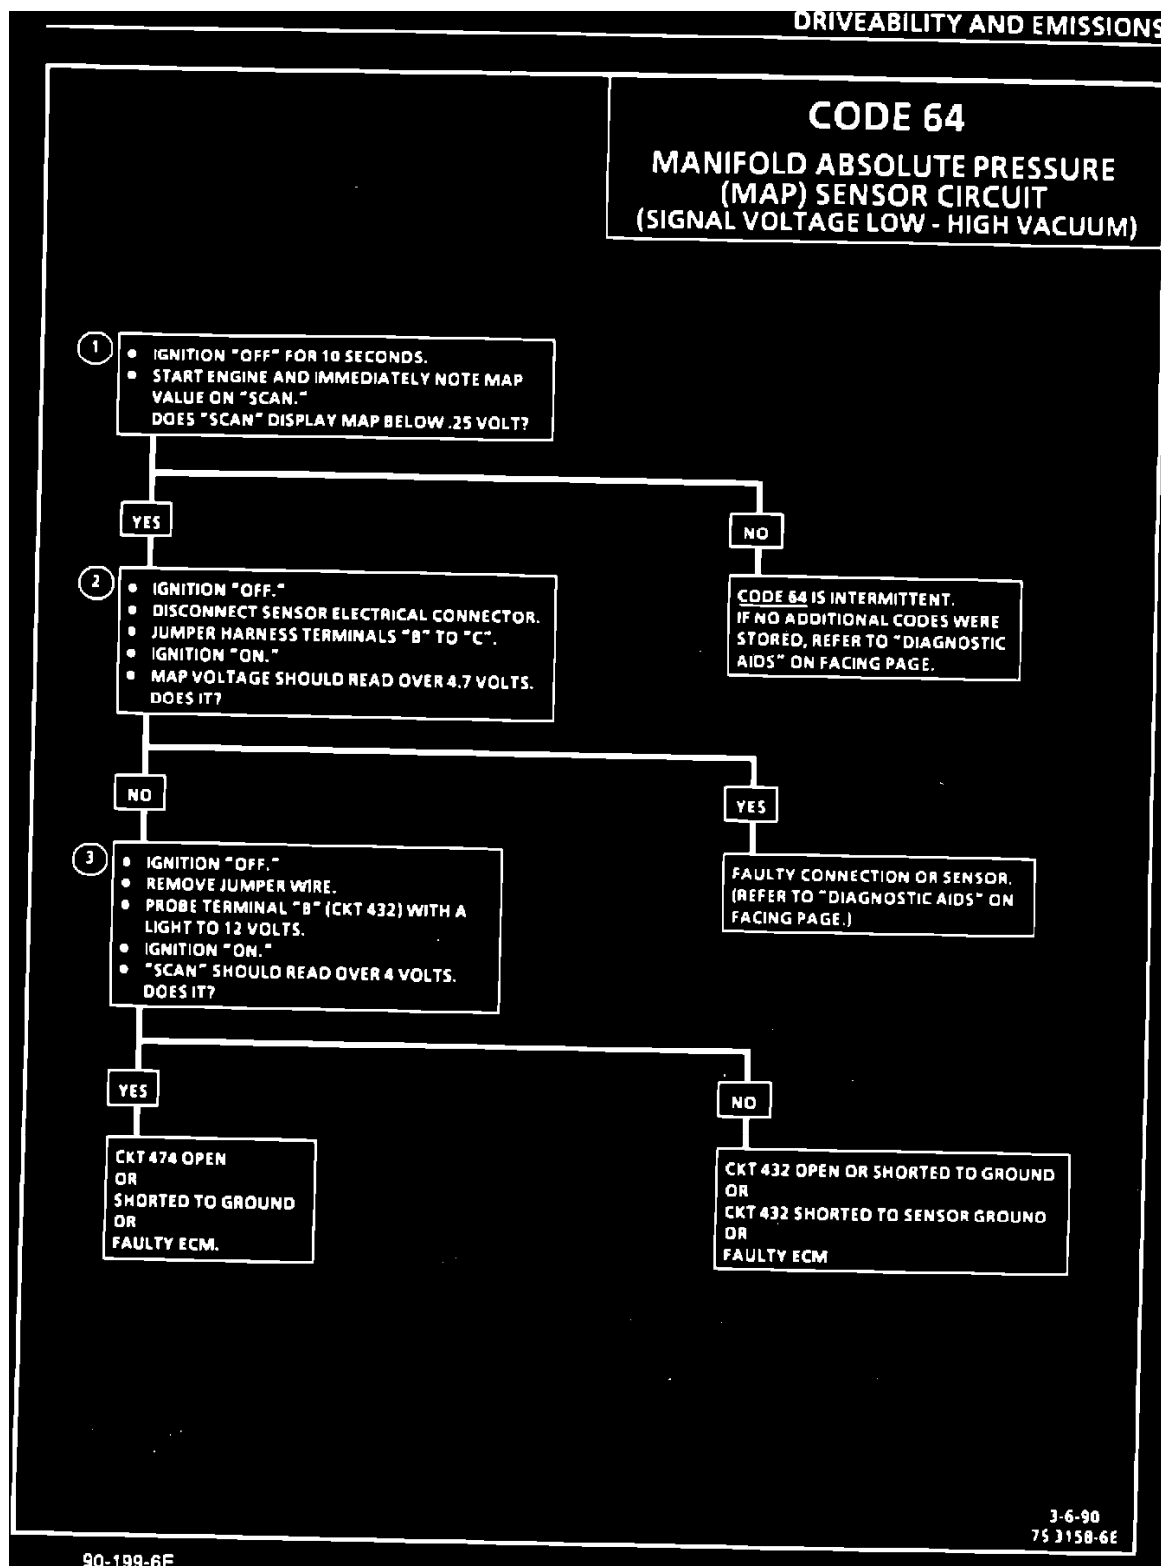 DRIVEABILITY AND EMISSIONS
CODE 64
MANIFOLD ABSOLUTE PRESSURE
(MAP) SENSOR CIRCUIT
(SIGNAL VOLTAGE LOW - HIGH VACUUM)
1
• IGNITION "OFF" FOR 10 SECONDS.
• START ENGINE AND IMMEDIATELY NOTE MAP
VALUE ON "SCAN."
DOES "SCAN" DISPLAY MAP BELOW .25 VOLT?
YES
NO
2
• IGNITION "OFF."
• DISCONNECT SENSOR ELECTRICAL CONNECTOR.
• JUMPER HARNESS TERMINALS "B" TO "C".
• IGNITION "ON."
• MAP VOLTAGE SHOULD READ OVER 4.7 VOLTS.
DOES IT?
CODE 64 IS INTERMITTENT.
IF NO ADDITIONAL CODES WERE
STORED, REFER TO "DIAGNOSTIC
AIDS" ON FACING PAGE.
NO
YES
3
• IGNITION "OFF."
• REMOVE JUMPER WIRE.
• PROBE TERMINAL "B" (CKT 432) WITH A
LIGHT TO 12 VOLTS.
• IGNITION "ON."
• "SCAN" SHOULD READ OVER 4 VOLTS.
DOES IT?
FAULTY CONNECTION OR SENSOR.
(REFER TO "DIAGNOSTIC AIDS" ON
FACING PAGE.)
YES
NO
CKT 474 OPEN
OR
SHORTED TO GROUND
OR
FAULTY ECM.
CKT 432 OPEN OR SHORTED TO GROUND
OR
CKT 432 SHORTED TO SENSOR GROUND
OR
FAULTY ECM
3-6-90
7S 3158-6E
90-199-6E